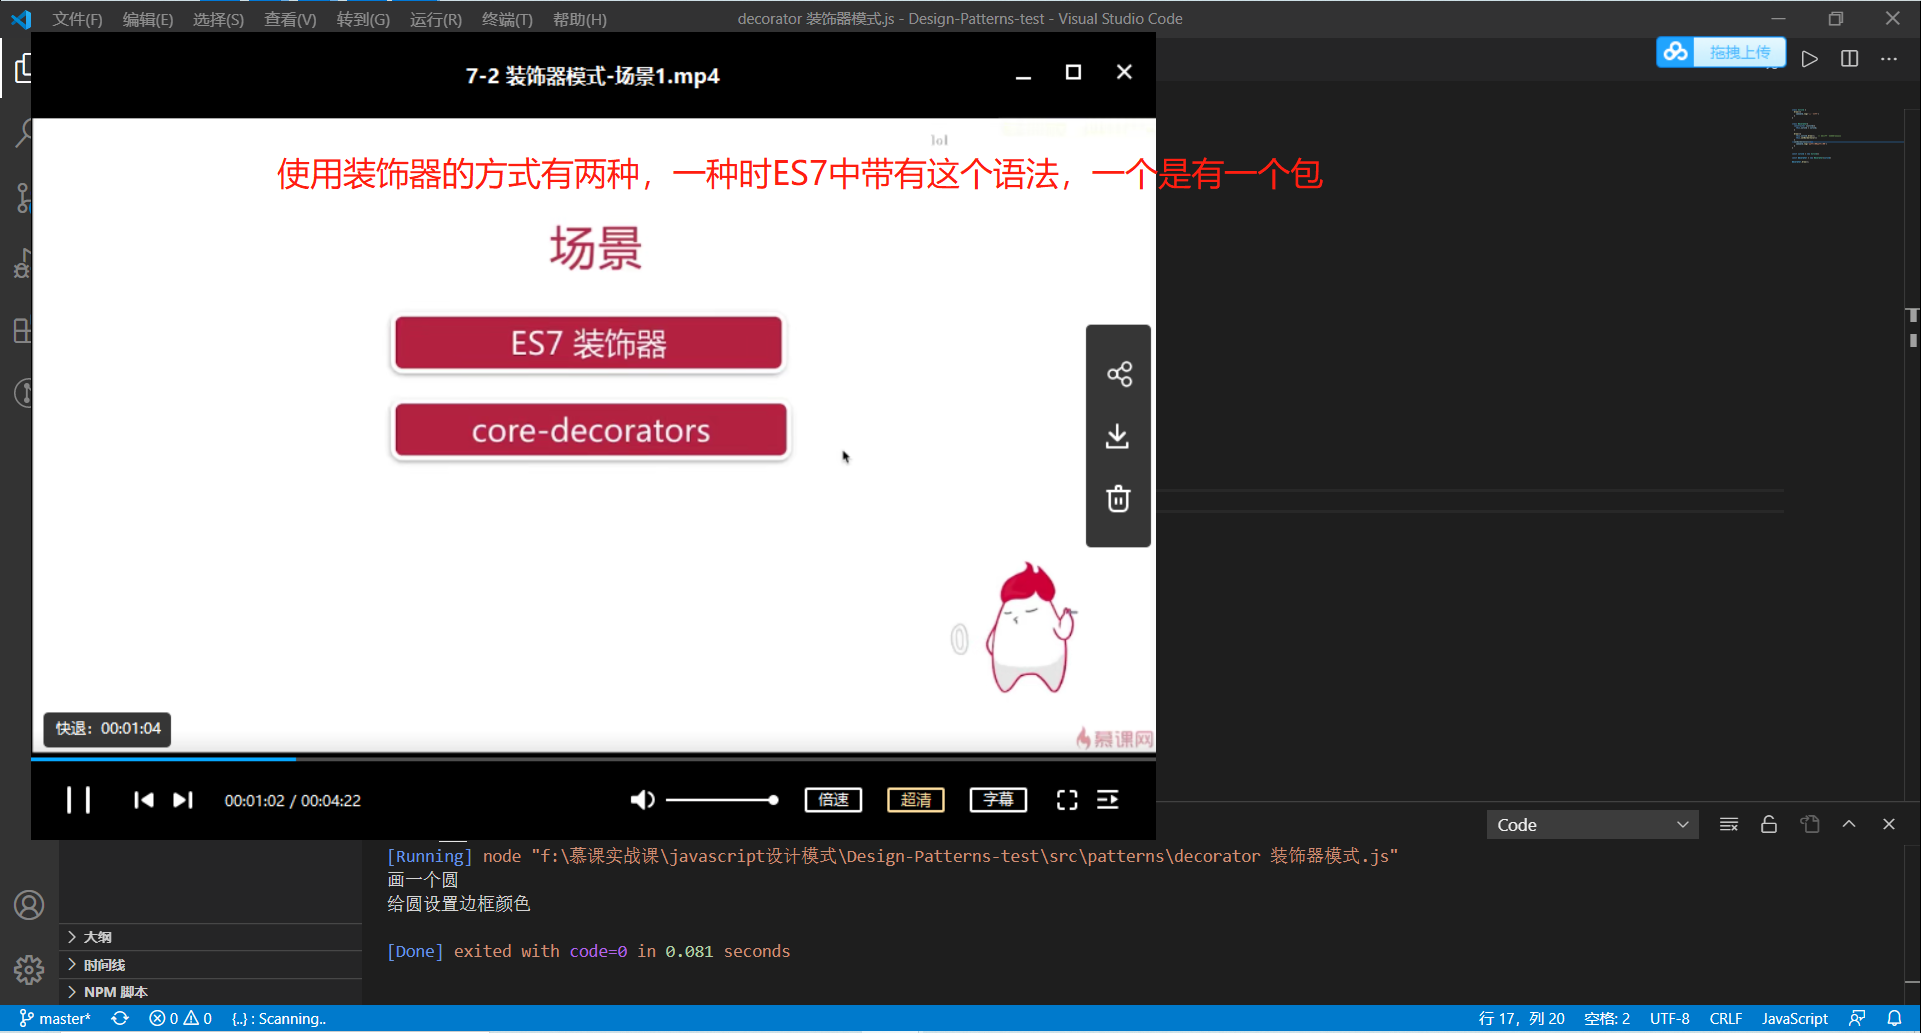 文件(F) 编辑(E) 选择(S) 查看(V) 转到(G) 运行(R) 终端(T) 帮助(H) decorator 装饰器模式.js - Design-Patterns-test - Visual Studio Code
拖拽上传
7-2 装饰器模式-场景1.mp4
lol
使用装饰器的方式有两种，一种时ES7中带有这个语法，一个是有一个包
场景
ES7 装饰器
core-decorators
快退：00:01:04
慕课网
00:01:02 / 00:04:22 倍速 超清 字幕
Code
[Running] node "f:\慕课实战课\javascript设计模式\Design-Patterns-test\src\patterns\decorator 装饰器模式.js"
画一个圆
给圆设置边框颜色
[Done] exited with code=0 in 0.081 seconds
大纲
时间线
NPM 脚本
master* 0 0 {..} : Scanning.. 行 17，列 20 空格: 2 UTF-8 CRLF JavaScript